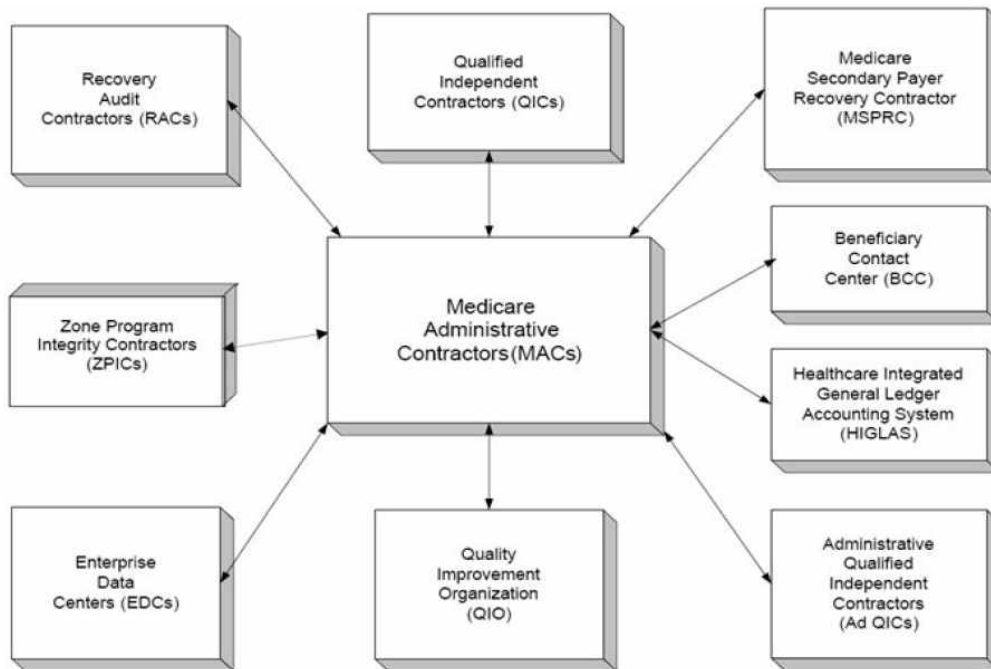 Recovery
Audit
Contractors (RACs)
Qualified
Independent
Contractors (QICs)
Medicare
Secondary Payer
Recovery Contractor
(MSPRC)
Zone Program
Integrity Contractors
(ZPICs)
Medicare
Administrative
Contractors(MACs)
Beneficiary
Contact
Center (BCC)
Healthcare Integrated
General Ledger
Accounting System
(HIGLAS)
Enterprise
Data
Centers (EDCs)
Quality
Improvement
Organization
(QIO)
Administrative
Qualified
Independent
Contractors
(Ad QICs)